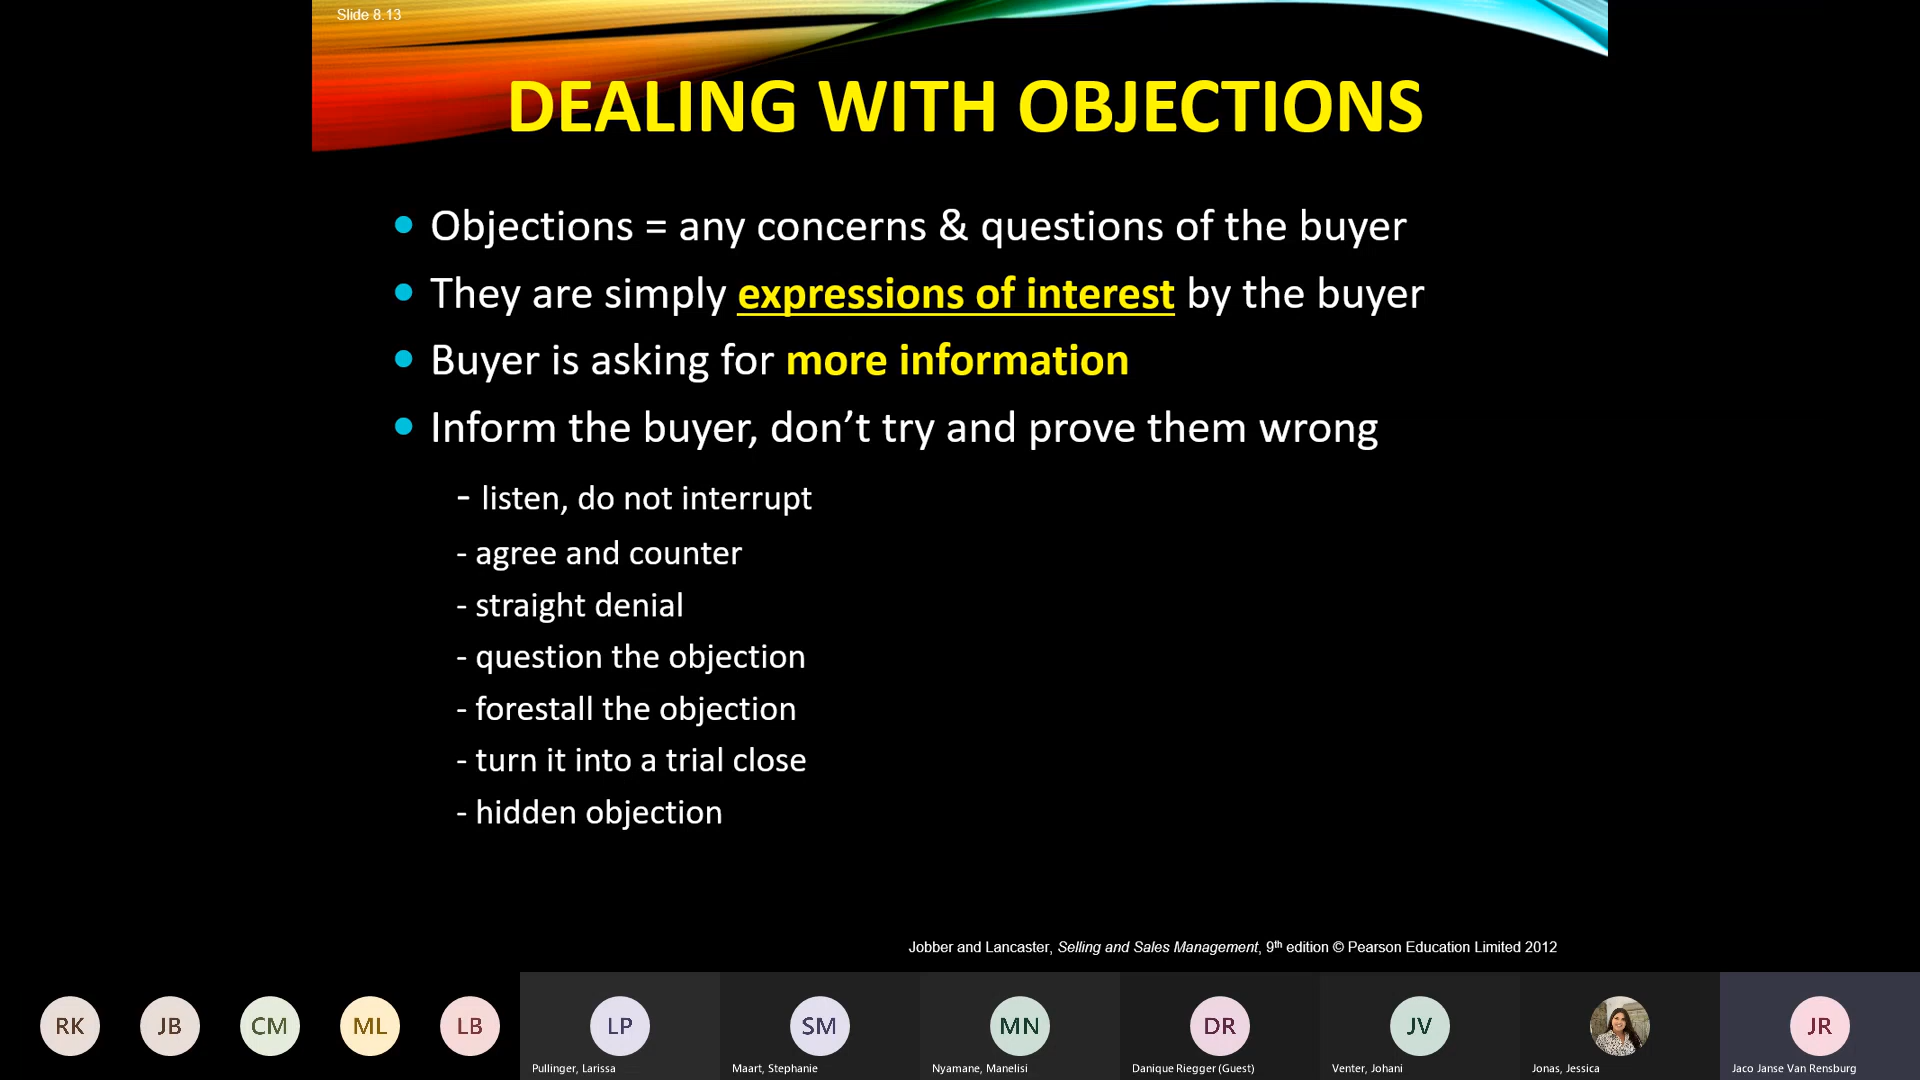 Slide 8.13
DEALING WITH OBJECTIONS
• Objections = any concerns & questions of the buyer
• They are simply expressions of interest by the buyer
• Buyer is asking for more information
• Inform the buyer, don’t try and prove them wrong
- listen, do not interrupt
- agree and counter
- straight denial
- question the objection
- forestall the objection
- turn it into a trial close
- hidden objection
Jobber and Lancaster, Selling and Sales Management, 9th edition © Pearson Education Limited 2012
RK JB CM ML LB LP SM MN DR JV JR
Pullinger, Larissa Maart, Stephanie Nyamane, Manelisi Danique Riegger (Guest) Venter, Johani Jonas, Jessica Jaco Janse Van Rensburg